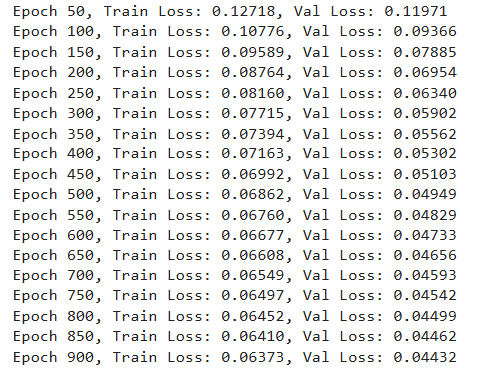 Epoch 50, Train Loss: 0.12718, Val Loss: 0.11971
Epoch 100, Train Loss: 0.10776, Val Loss: 0.09366
Epoch 150, Train Loss: 0.09589, Val Loss: 0.07885
Epoch 200, Train Loss: 0.08764, Val Loss: 0.06954
Epoch 250, Train Loss: 0.08160, Val Loss: 0.06340
Epoch 300, Train Loss: 0.07715, Val Loss: 0.05902
Epoch 350, Train Loss: 0.07394, Val Loss: 0.05562
Epoch 400, Train Loss: 0.07163, Val Loss: 0.05302
Epoch 450, Train Loss: 0.06992, Val Loss: 0.05103
Epoch 500, Train Loss: 0.06862, Val Loss: 0.04949
Epoch 550, Train Loss: 0.06760, Val Loss: 0.04829
Epoch 600, Train Loss: 0.06677, Val Loss: 0.04733
Epoch 650, Train Loss: 0.06608, Val Loss: 0.04656
Epoch 700, Train Loss: 0.06549, Val Loss: 0.04593
Epoch 750, Train Loss: 0.06497, Val Loss: 0.04542
Epoch 800, Train Loss: 0.06452, Val Loss: 0.04499
Epoch 850, Train Loss: 0.06410, Val Loss: 0.04462
Epoch 900, Train Loss: 0.06373, Val Loss: 0.04432